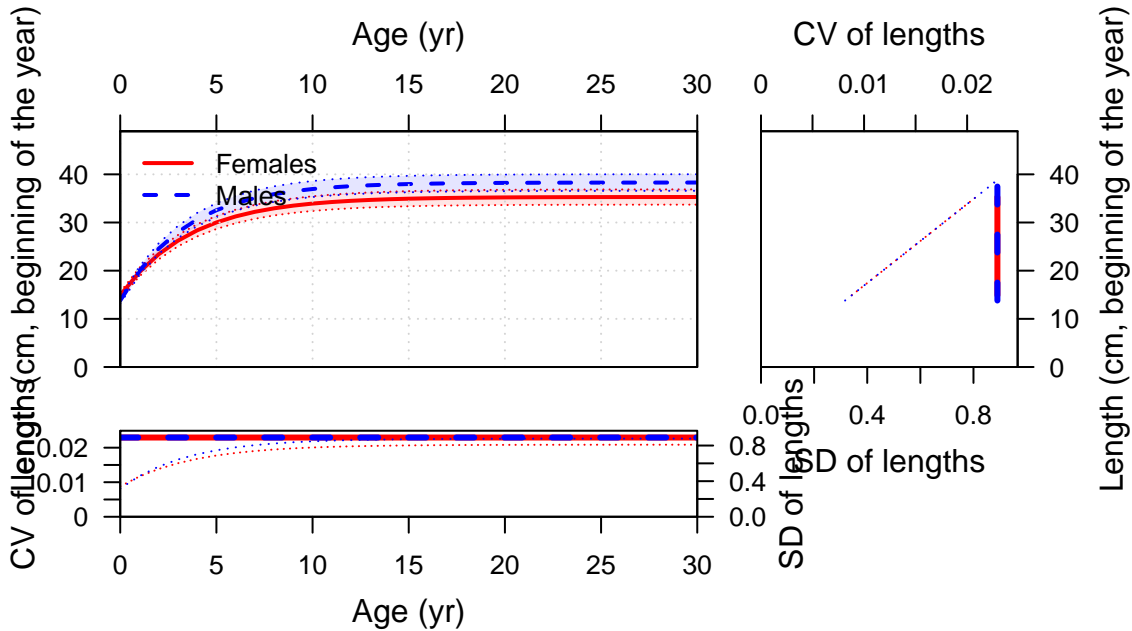 Age (yr)
CV of lengths
0 5 10 15 20 25 30
0 0.01 0.02
Length (cm, beginning of the year)
40
30
20
10
0
Females
Males
40
30
20
10
0
Length (cm, beginning of the year)
0.0 0.4 0.8
SD of lengths
CV of lengths
0.02
0.01
0
0.8
0.4
0.0
SD of lengths
0 5 10 15 20 25 30
Age (yr)